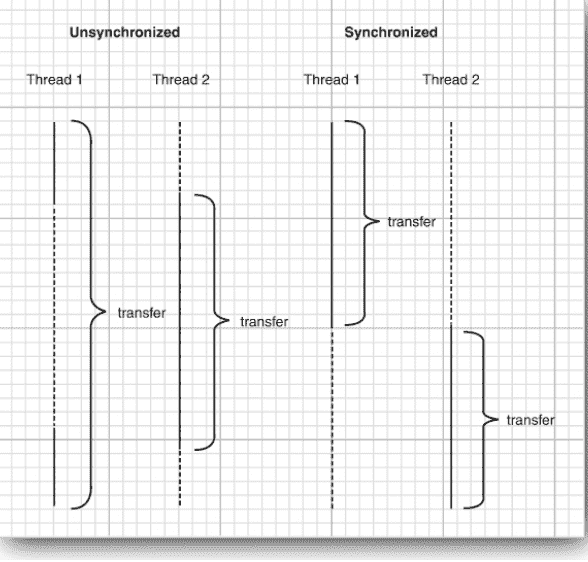 Unsynchronized
Synchronized
Thread 1
Thread 2
Thread 1
Thread 2
transfer
transfer
transfer
transfer